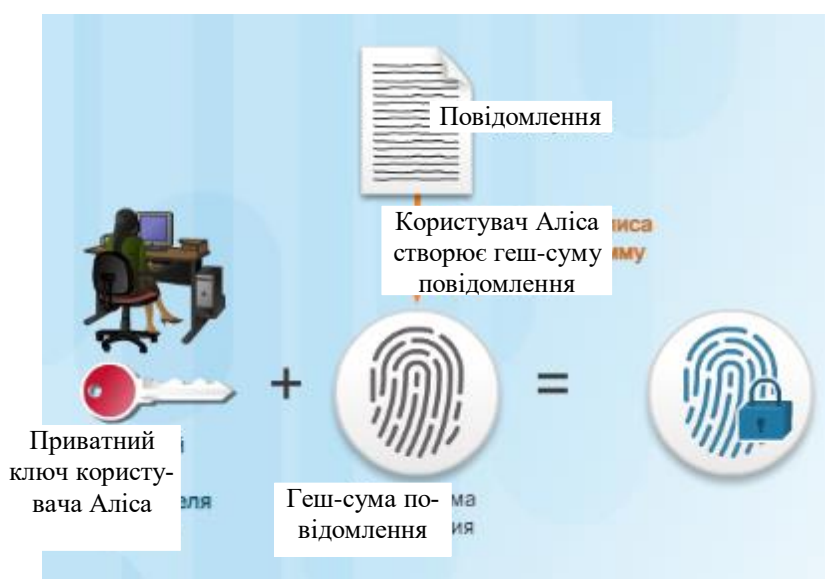 Повідомлення
Користувач Аліса
створює геш-суму
повідомлення
+
=
Приватний
ключ користу-
вача Аліса
Геш-сума по-
відомлення